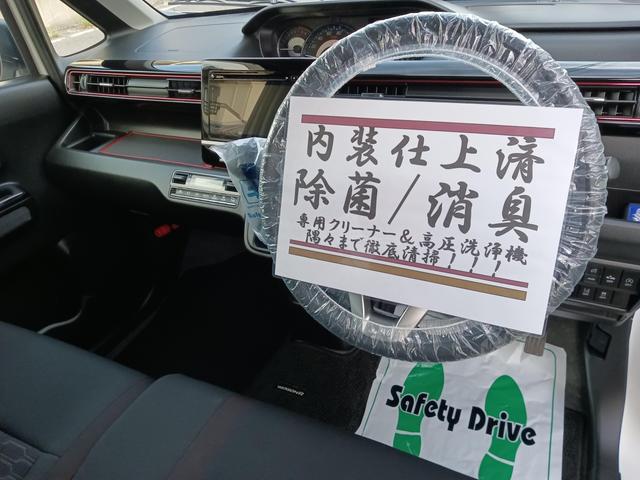 内装仕上済
除菌/消臭
専用クリーナー&高圧洗浄機
隅々まで徹底清掃!!!
Safety Drive